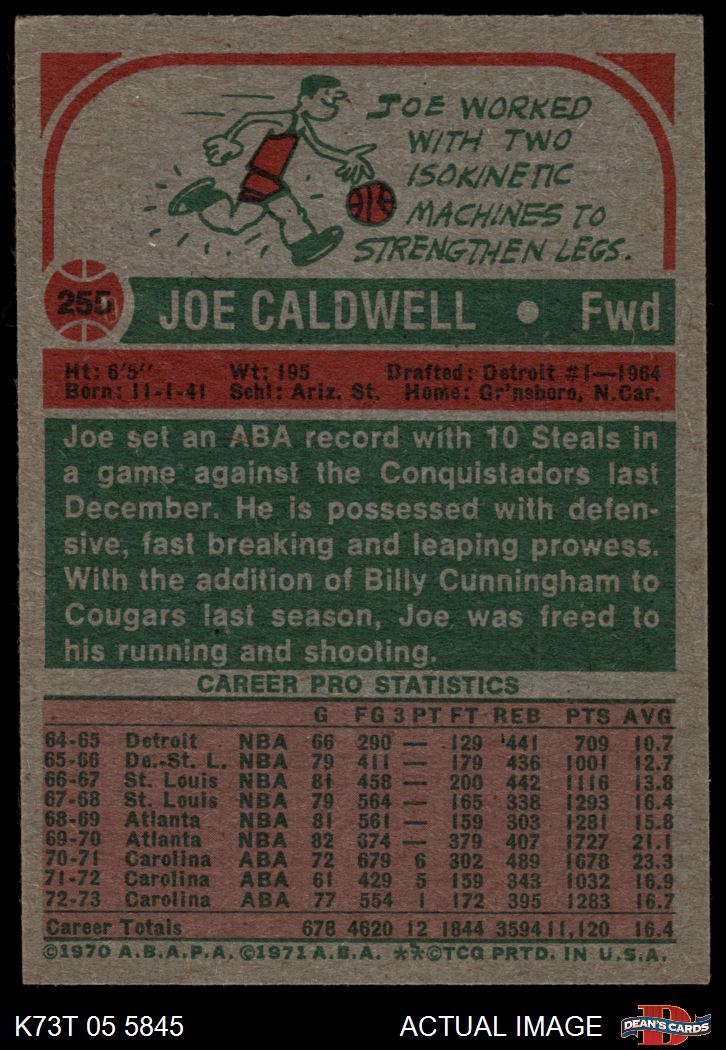 JOE WORKED
WITH TWO
ISOKINETIC
MACHINES TO
STRENGTHEN LEGS.
ABA
255
JOE CALDWELL • Fwd
Ht: 6'5" Wt: 195 Drafted: Detroit #1—1964
Born: 11-1-41 Schl: Ariz. St. Home: Gr'nsboro, N.Car.
Joe set an ABA record with 10 Steals in
a game against the Conquistadors last
December. He is possessed with defen-
sive, fast breaking and leaping prowess.
With the addition of Billy Cunningham to
Cougars last season, Joe was freed to
his running and shooting.
CAREER PRO STATISTICS
G FG 3 PT FT REB PTS AVG
64-65 Detroit NBA 66 290 — 129 441 709 10.7
65-66 De.-St. L. NBA 79 411 — 179 436 1001 12.7
66-67 St. Louis NBA 81 458 — 200 442 1116 13.8
67-68 St. Louis NBA 79 564 — 165 338 1293 16.4
68-69 Atlanta NBA 81 561 — 159 303 1281 15.8
69-70 Atlanta NBA 82 674 — 379 407 1727 21.1
70-71 Carolina ABA 72 679 6 302 489 1678 23.3
71-72 Carolina ABA 61 429 5 159 343 1032 16.9
72-73 Carolina ABA 77 554 1 172 395 1283 16.7
Career Totals 678 4620 12 1844 3594 11,120 16.4
©1970 A.B.A.P.A. ©1971 A.B.A. **©TCG PRTD. IN U.S.A.
K73T 05 5845 ACTUAL IMAGE
D
DEAN'S CARDS